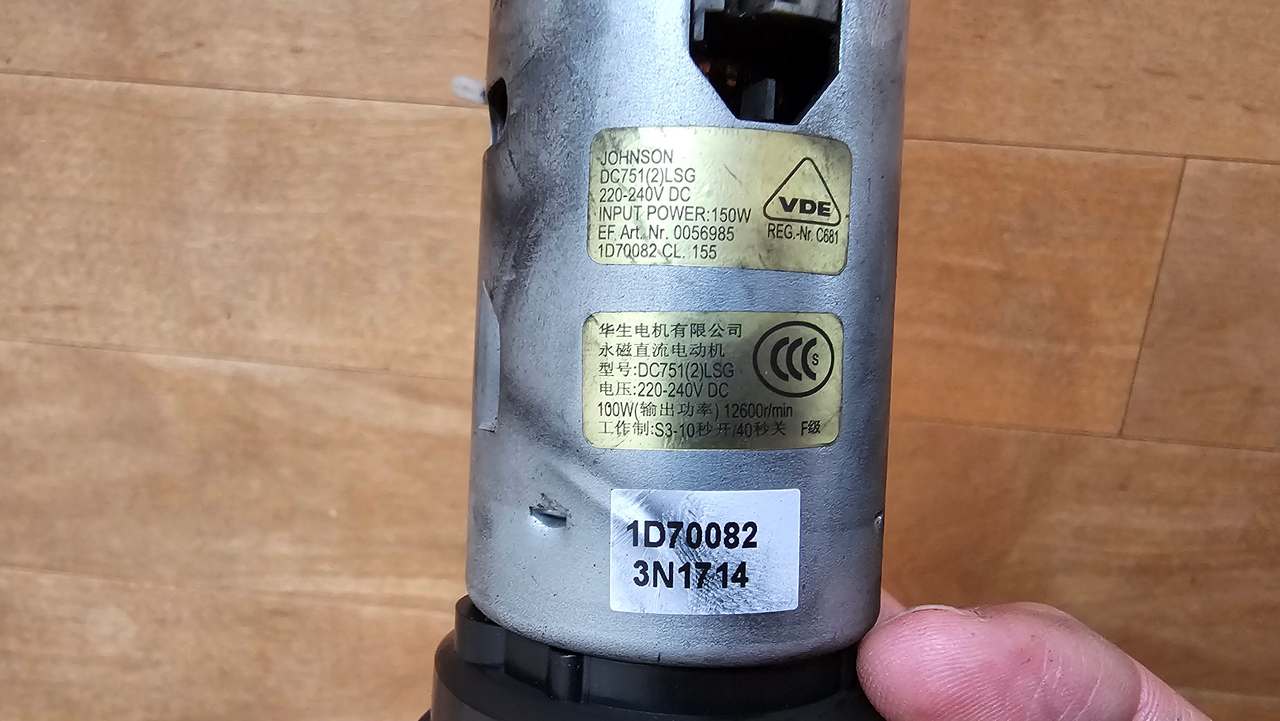 JOHNSON
DC751(2)LSG
220-240V DC
INPUT POWER:150W
EF Art. Nr. 0056985
1D70082 CL. 155
VDE
REG.-Nr. C681
华生电机有限公司
永磁直流电动机
型号:DC751(2)LSG
电压:220-240V DC
100W(输出功率) 12600r/min
工作制:S3-10秒开/40秒关 F级
CCC S
1D70082
3N1714